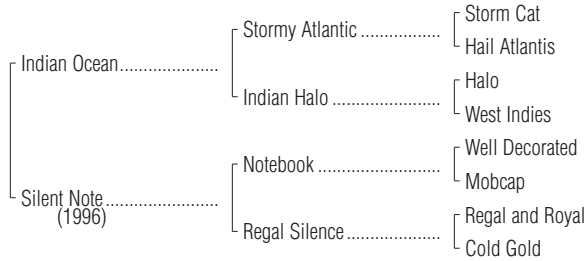 Storm Cat
Stormy Atlantic ..................
Hail Atlantis
Indian Ocean......................
Halo
Indian Halo ........................
West Indies
Well Decorated
Notebook ...........................
Mobcap
Silent Note .........................
(1996)
Regal and Royal
Regal Silence .....................
Cold Gold